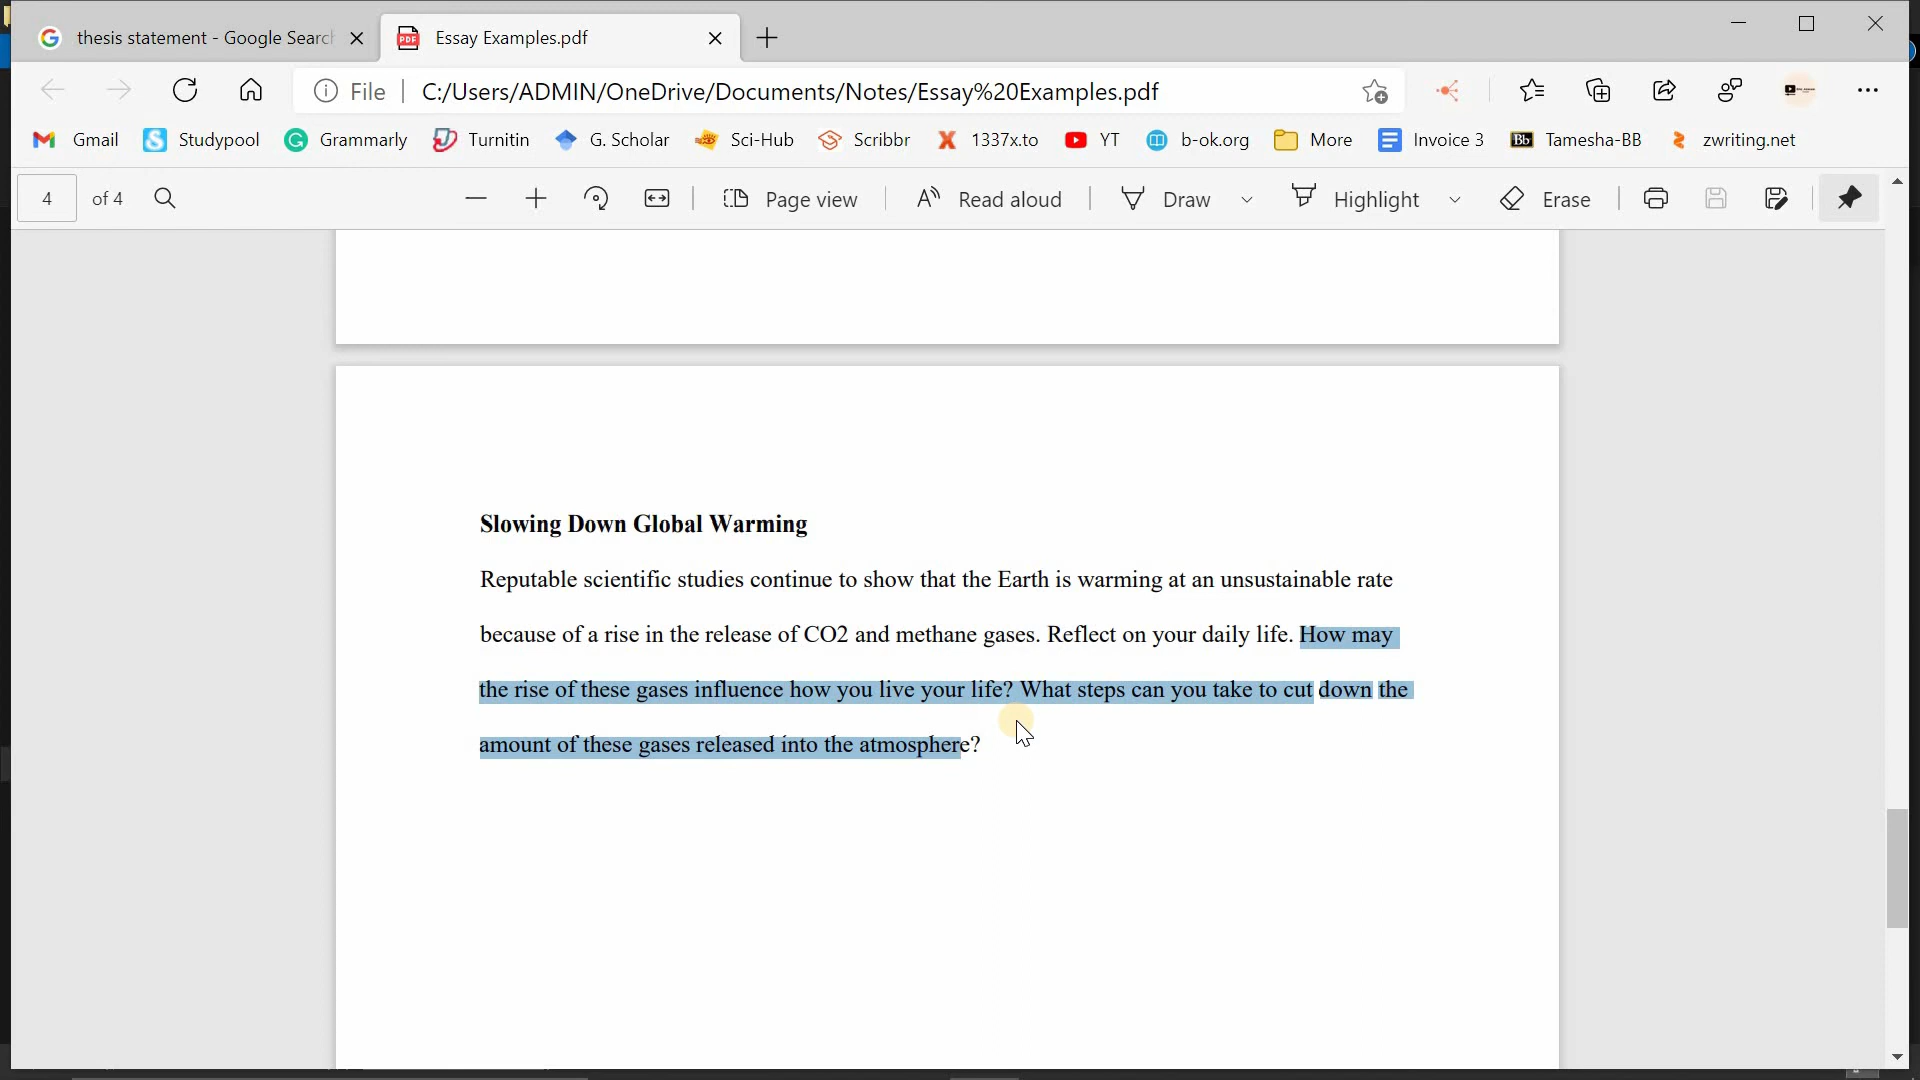 thesis statement - Google Search
Essay Examples.pdf
File
C:/Users/ADMIN/OneDrive/Documents/Notes/Essay%20Examples.pdf
Gmail Studypool Grammarly Turnitin G. Scholar Sci-Hub Scribbr 1337x.to YT b-ok.org More Invoice 3 Bb Tamesha-BB zwriting.net
4 of 4 Page view Read aloud Draw Highlight Erase
Slowing Down Global Warming
Reputable scientific studies continue to show that the Earth is warming at an unsustainable rate
because of a rise in the release of CO2 and methane gases. Reflect on your daily life. How may
the rise of these gases influence how you live your life? What steps can you take to cut down the
amount of these gases released into the atmosphere?